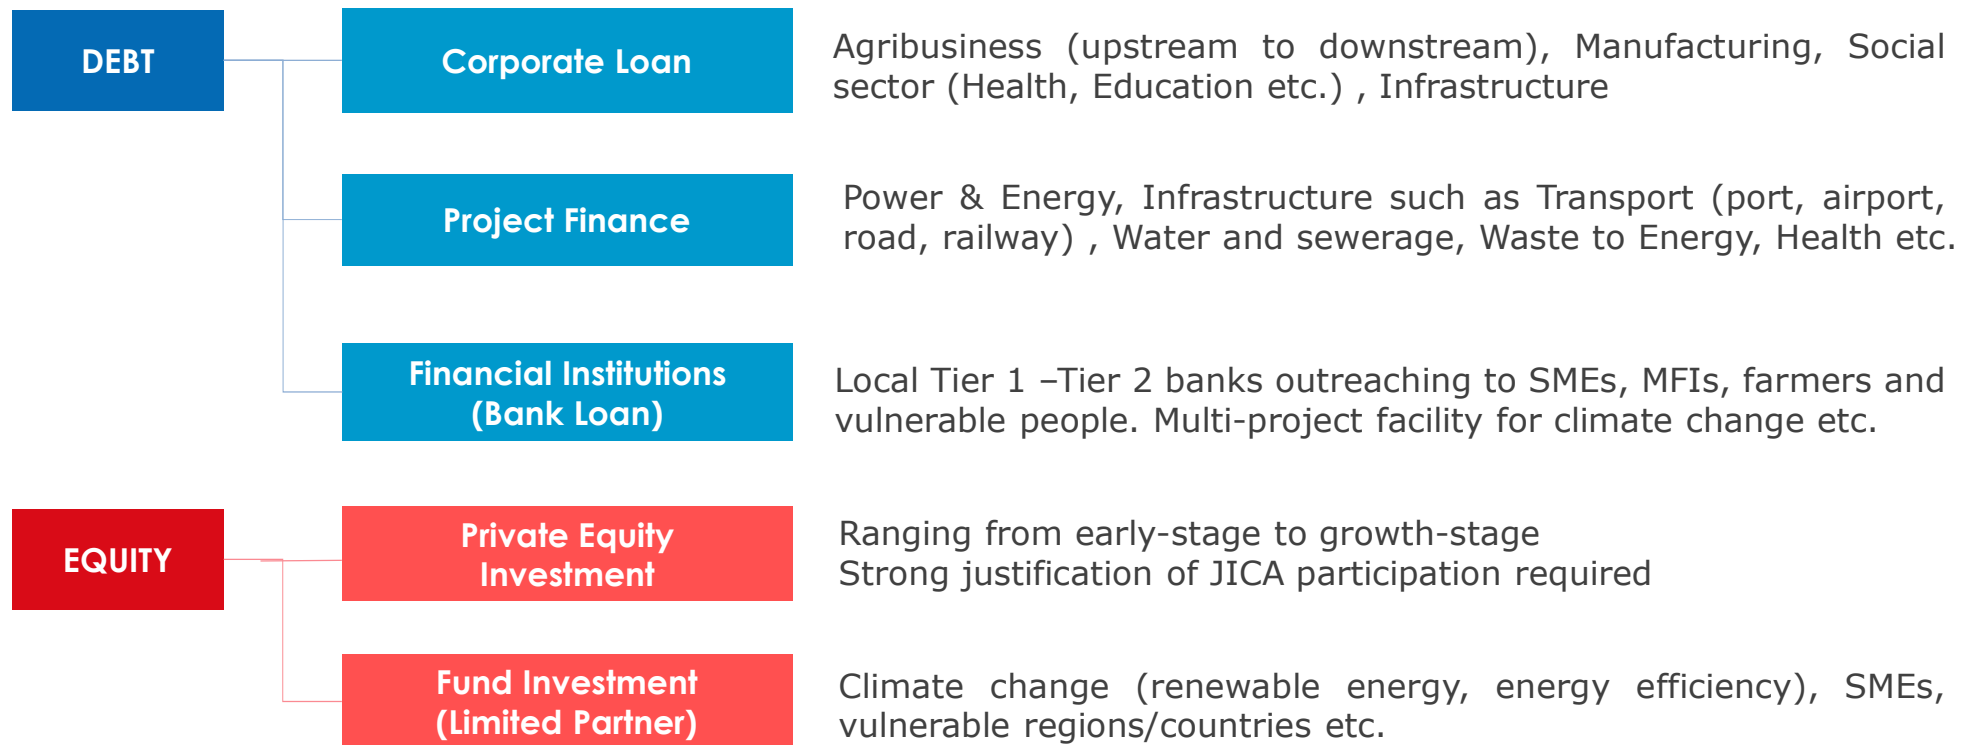 DEBT
Corporate Loan
Agribusiness (upstream to downstream), Manufacturing, Social
sector (Health, Education etc.) , Infrastructure
Project Finance
Power & Energy, Infrastructure such as Transport (port, airport,
road, railway) , Water and sewerage, Waste to Energy, Health etc.
Financial Institutions
(Bank Loan)
Local Tier 1 –Tier 2 banks outreaching to SMEs, MFIs, farmers and
vulnerable people. Multi-project facility for climate change etc.
EQUITY
Private Equity
Investment
Ranging from early-stage to growth-stage
Strong justification of JICA participation required
Fund Investment
(Limited Partner)
Climate change (renewable energy, energy efficiency), SMEs,
vulnerable regions/countries etc.